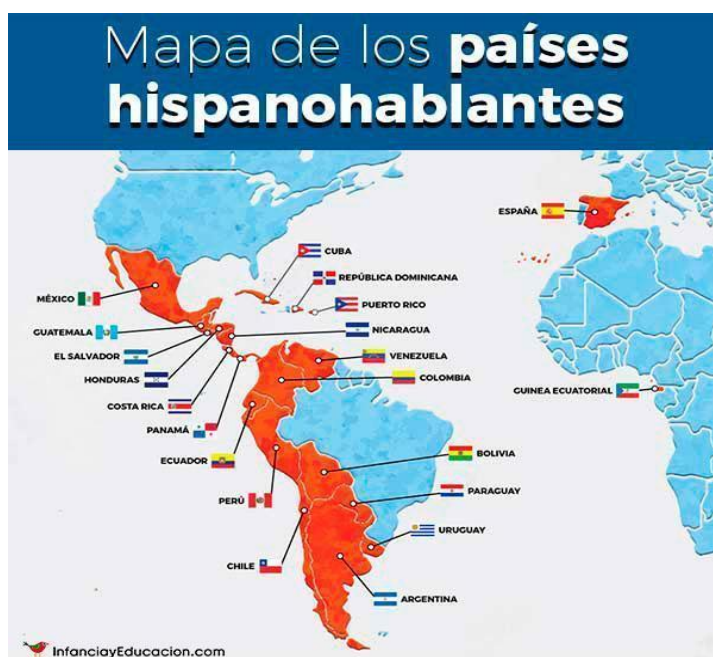 Mapa de los países
hispanohablantes
ESPAÑA
CUBA
REPÚBLICA DOMINICANA
MÉXICO
PUERTO RICO
GUATEMALA
NICARAGUA
EL SALVADOR
VENEZUELA
HONDURAS
COLOMBIA
GUINEA ECUATORIAL
COSTA RICA
PANAMÁ
ECUADOR
BOLIVIA
PARAGUAY
PERÚ
URUGUAY
CHILE
ARGENTINA
InfanciayEducacion.com